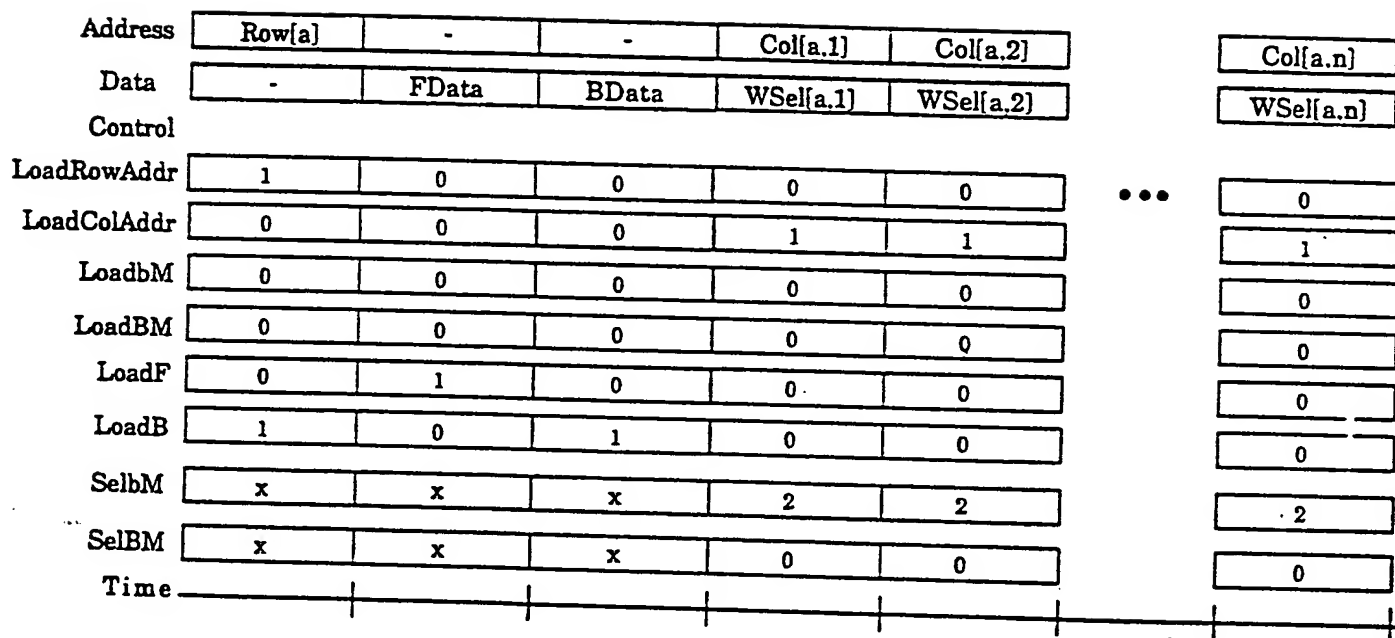 Address Row[a] - - Col[a,1] Col[a,2] Col[a,n]
Data - FData BData WSel[a,1] WSel[a,2] WSel[a,n]
Control
LoadRowAddr 1 0 0 0 0 ••• 0
LoadColAddr 0 0 0 1 1 1
LoadbM 0 0 0 0 0 0
LoadBM 0 0 0 0 0 0
LoadF 0 1 0 0 0 0
LoadB 1 0 1 0 0 0
SelbM x x x 2 2 2
SelBM x x x 0 0 0
Time